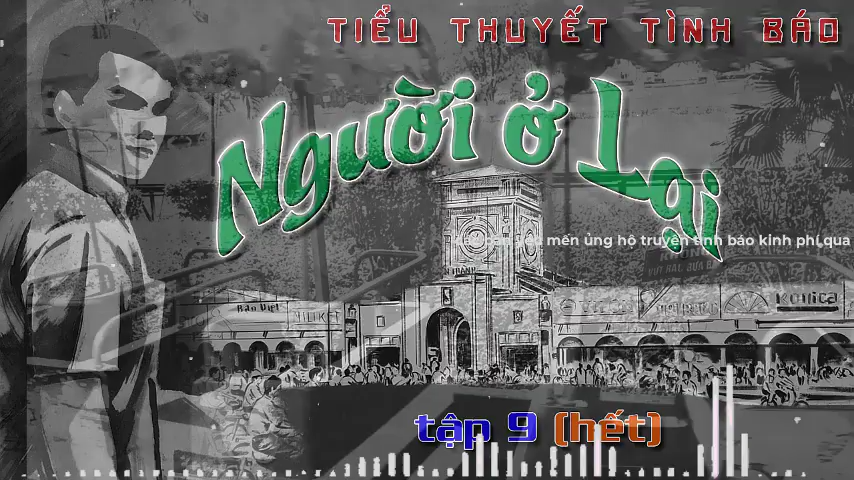 TIỂU THUYẾT TÌNH BÁO
Người ở Lại
mến ủng hộ truyện tình báo kinh phí qua
Bảo Việt
Konica
tập 9 (hết)